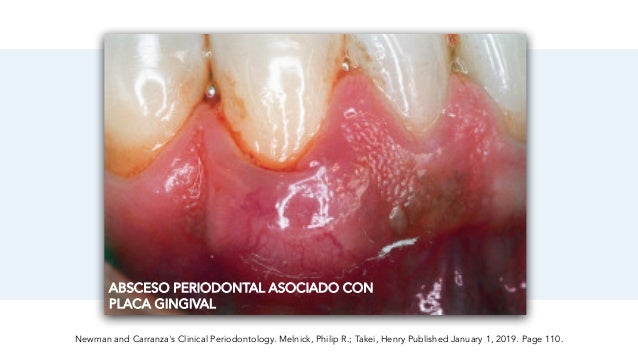 ABSCESO PERIODONTAL ASOCIADO CON
PLACA GINGIVAL
Newman and Carranza's Clinical Periodontology. Melnick, Philip R.; Takei, Henry Published January 1, 2019. Page 110.